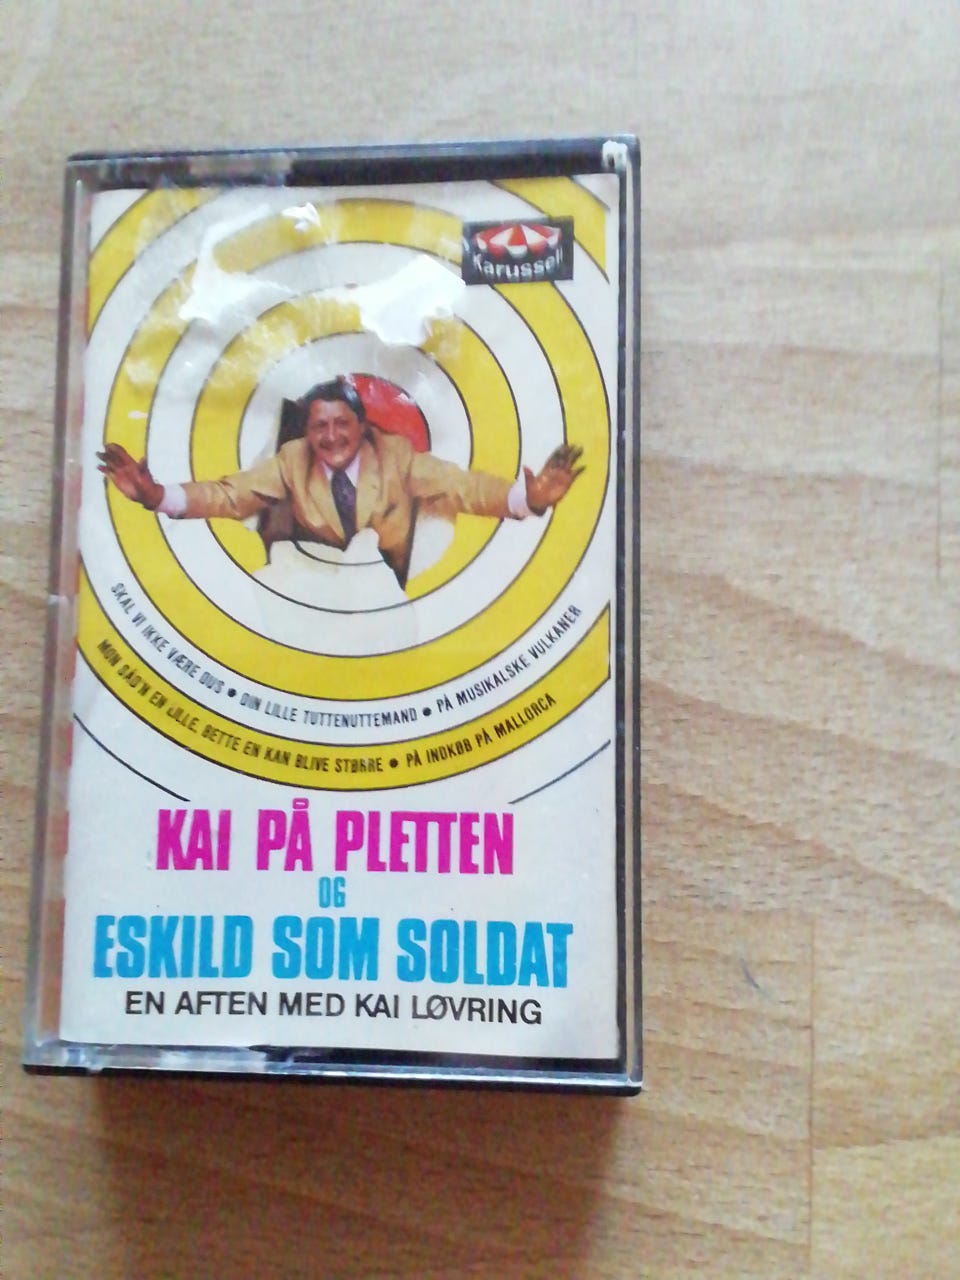 Karussell
SKAL VI IKKE VÆRE DUS ● DIN LILLE TUTTENUTTEMAND ● PÅ MUSIKALSKE VULKANER
MON SÅD'N EN LILLE, BETTE EN KAN BLIVE STØRRE ● PÅ INDKØB PÅ MALLORCA
KAI PÅ PLETTEN
OG
ESKILD SOM SOLDAT
EN AFTEN MED KAI LØVRING